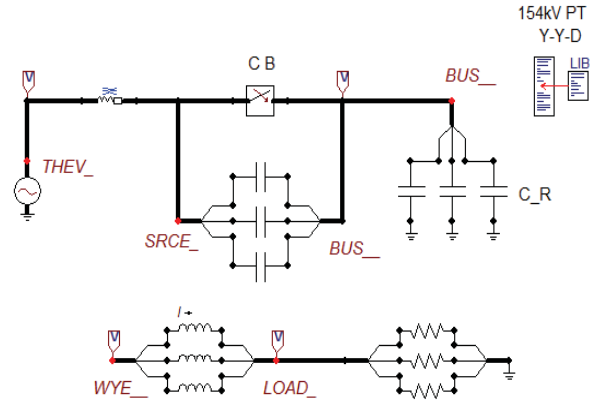 154kV PT
Y-Y-D
LIB
V
C B
V
BUS__
THEV_
C_R
SRCE_
BUS__
I
V
V
WYE__
LOAD_